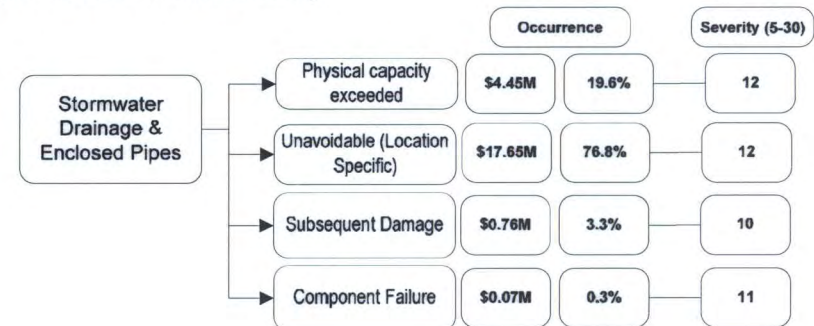 Occurrence Severity (5-30)
Stormwater
Drainage &
Enclosed Pipes
Physical capacity
exceeded
$4.45M 19.6% 12
Unavoidable (Location
Specific)
$17.65M 76.8% 12
Subsequent Damage $0.76M 3.3% 10
Component Failure $0.07M 0.3% 11